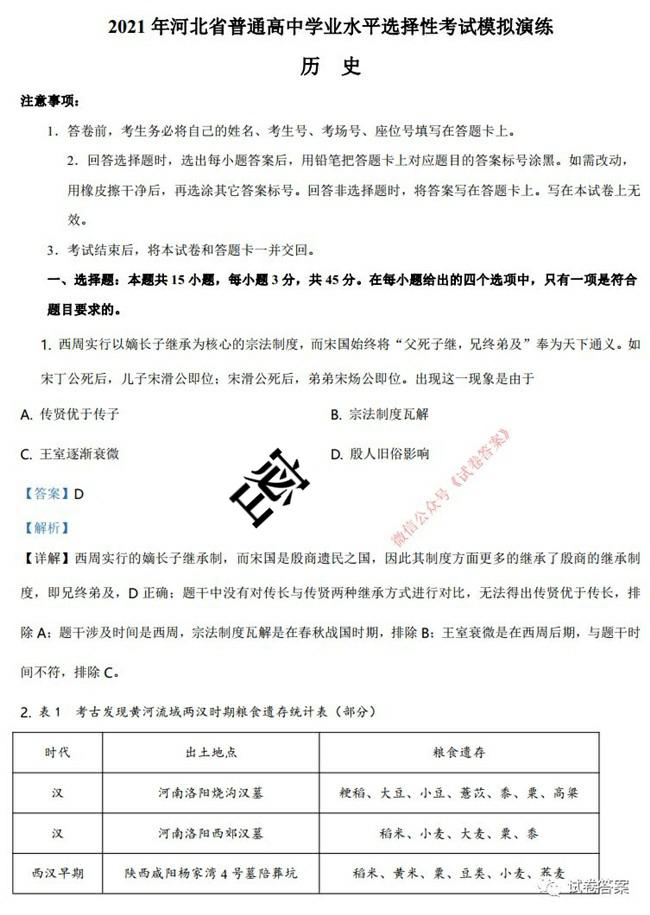 2021 年河北省普通高中学业水平选择性考试模拟演练
历 史
注意事项：
1．答卷前，考生务必将自己的姓名、考生号、考场号、座位号填写在答题卡上。
2．回答选择题时，选出每小题答案后，用铅笔把答题卡上对应题目的答案标号涂黑。如需改动，
用橡皮擦干净后，再选涂其它答案标号。回答非选择题时，将答案写在答题卡上。写在本试卷上无
效。
3．考试结束后，将本试卷和答题卡一并交回。
一、选择题：本题共 15 小题，每小题 3 分，共 45 分。在每小题给出的四个选项中，只有一项是符合
题目要求的。
1. 西周实行以嫡长子继承为核心的宗法制度，而宋国始终将“父死子继，兄终弟及”奉为天下通义。如
宋丁公死后，儿子宋湣公即位；宋湣公死后，弟弟宋炀公即位。出现这一现象是由于
A. 传贤优于传子 B. 宗法制度瓦解
C. 王室逐渐衰微 D. 殷人旧俗影响
密
微信公众号《试卷答案》
【答案】D
【解析】
【详解】西周实行的嫡长子继承制，而宋国是殷商遗民之国，因此其制度方面更多的继承了殷商的继承制
度，即兄终弟及，D 正确；题干中没有对传长与传贤两种继承方式进行对比，无法得出传贤优于传长，排
除 A；题干涉及时间是西周，宗法制度瓦解是在春秋战国时期，排除 B；王室衰微是在西周后期，与题干时
间不符，排除 C。
2. 表 1 考古发现黄河流域两汉时期粮食遗存统计表（部分）
时代 出土地点 粮食遗存
汉 河南洛阳烧沟汉墓 粳稻、大豆、小豆、薏苡、黍、粟、高粱
汉 河南洛阳西郊汉墓 稻米、小麦、大麦、粟、黍
西汉早期 陕西咸阳杨家湾 4 号墓陪葬坑 稻米、黄米、粟、豆类、小麦、荞麦
试卷答案